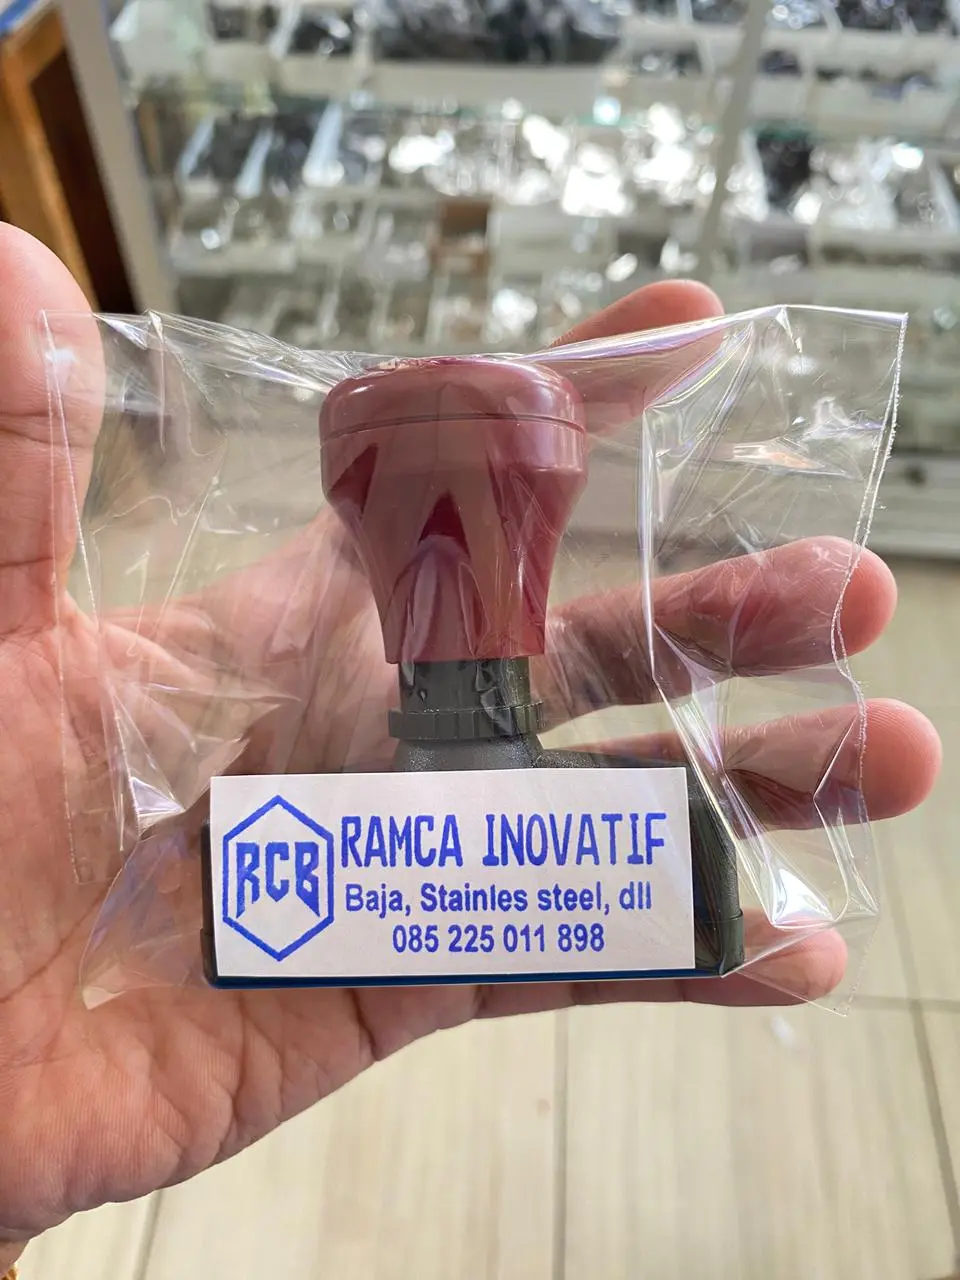 RCB
RAMCA INOVATIF
Baja, Stainles steel, dll
085 225 011 898